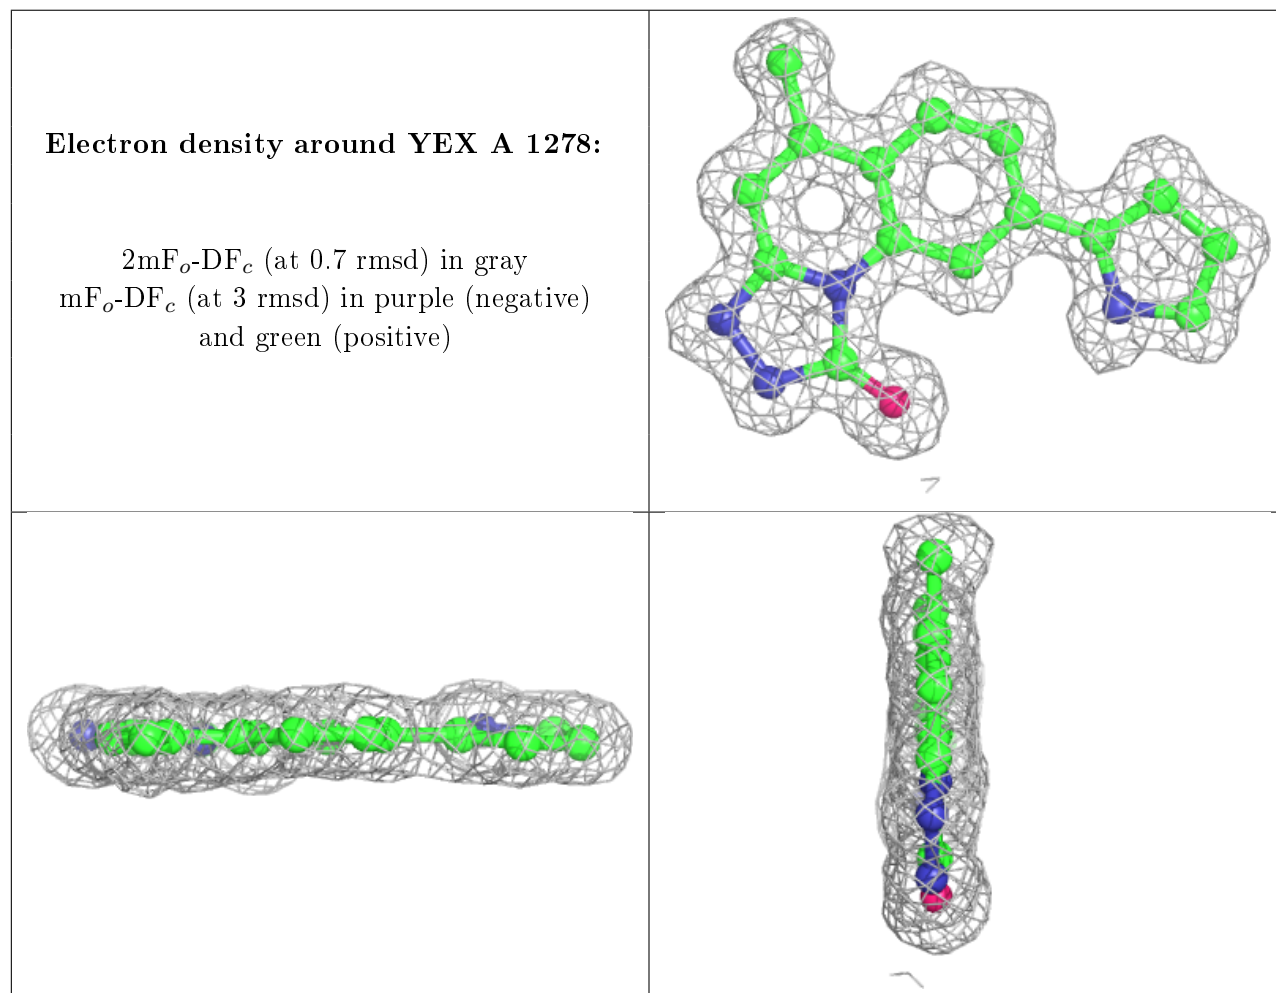 Electron density around YEX A 1278:
2mFo-DFc (at 0.7 rmsd) in gray
mFo-DFc (at 3 rmsd) in purple (negative)
and green (positive)